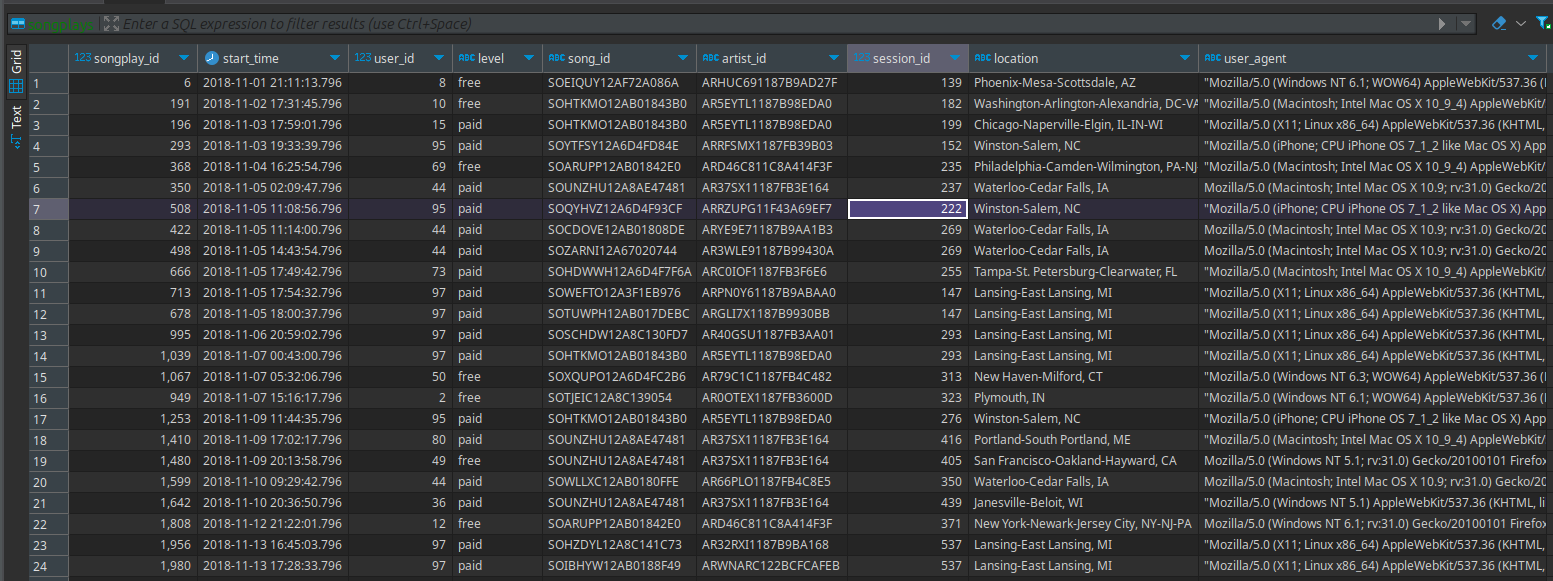 songplays Enter a SQL expression to filter results (use Ctrl+Space)
Grid
Text
123 songplay_id start_time 123 user_id ABC level ABC song_id ABC artist_id 123 session_id ABC location ABC user_agent
1 6 2018-11-01 21:11:13.796 8 free SOEIQUY12AF72A086A ARHUC691187B9AD27F 139 Phoenix-Mesa-Scottsdale, AZ "Mozilla/5.0 (Windows NT 6.1; WOW64) AppleWebKit/537.36 (
2 191 2018-11-02 17:31:45.796 10 free SOHTKMO12AB01843B0 AR5EYTL1187B98EDA0 182 Washington-Arlington-Alexandria, DC-VA "Mozilla/5.0 (Macintosh; Intel Mac OS X 10_9_4) AppleWebKit/
3 196 2018-11-03 17:59:01.796 15 paid SOHTKMO12AB01843B0 AR5EYTL1187B98EDA0 199 Chicago-Naperville-Elgin, IL-IN-WI "Mozilla/5.0 (X11; Linux x86_64) AppleWebKit/537.36 (KHTML,
4 293 2018-11-03 19:33:39.796 95 paid SOYTFSY12A6D4FD84E ARRFSMX1187FB39B03 152 Winston-Salem, NC "Mozilla/5.0 (iPhone; CPU iPhone OS 7_1_2 like Mac OS X) App
5 368 2018-11-04 16:25:54.796 69 free SOARUPP12AB01842E0 ARD46C811C8A414F3F 235 Philadelphia-Camden-Wilmington, PA-NJ- "Mozilla/5.0 (Macintosh; Intel Mac OS X 10_9_4) AppleWebKit/
6 350 2018-11-05 02:09:47.796 44 paid SOUNZHU12A8AE47481 AR37SX11187FB3E164 237 Waterloo-Cedar Falls, IA Mozilla/5.0 (Macintosh; Intel Mac OS X 10.9; rv:31.0) Gecko/20
7 508 2018-11-05 11:08:56.796 95 paid SOQYHVZ12A6D4F93CF ARRZUPG11F43A69EF7 222 Winston-Salem, NC "Mozilla/5.0 (iPhone; CPU iPhone OS 7_1_2 like Mac OS X) App
8 422 2018-11-05 11:14:00.796 44 paid SOCDOVE12AB01808DE ARYE9E71187B9AA1B3 269 Waterloo-Cedar Falls, IA Mozilla/5.0 (Macintosh; Intel Mac OS X 10.9; rv:31.0) Gecko/20
9 498 2018-11-05 14:43:54.796 44 paid SOZARNI12A67020744 AR3WLE91187B99430A 269 Waterloo-Cedar Falls, IA Mozilla/5.0 (Macintosh; Intel Mac OS X 10.9; rv:31.0) Gecko/20
10 666 2018-11-05 17:49:42.796 73 paid SOHDWWH12A6D4F7F6A ARC0IOF1187FB3F6E6 255 Tampa-St. Petersburg-Clearwater, FL "Mozilla/5.0 (Macintosh; Intel Mac OS X 10_9_4) AppleWebKit/
11 713 2018-11-05 17:54:32.796 97 paid SOWEFTO12A3F1EB976 ARPN0Y61187B9ABAA0 147 Lansing-East Lansing, MI "Mozilla/5.0 (X11; Linux x86_64) AppleWebKit/537.36 (KHTML,
12 678 2018-11-05 18:00:37.796 97 paid SOTUWPH12AB017DEBC ARGLI7X1187B9930BB 147 Lansing-East Lansing, MI "Mozilla/5.0 (X11; Linux x86_64) AppleWebKit/537.36 (KHTML,
13 995 2018-11-06 20:59:02.796 97 paid SOSCHDW12A8C130FD7 AR40GSU1187FB3AA01 293 Lansing-East Lansing, MI "Mozilla/5.0 (X11; Linux x86_64) AppleWebKit/537.36 (KHTML,
14 1,039 2018-11-07 00:43:00.796 97 paid SOHTKMO12AB01843B0 AR5EYTL1187B98EDA0 293 Lansing-East Lansing, MI "Mozilla/5.0 (X11; Linux x86_64) AppleWebKit/537.36 (KHTML,
15 1,067 2018-11-07 05:32:06.796 50 free SOXQUPO12A6D4FC2B6 AR79C1C1187FB4C482 313 New Haven-Milford, CT "Mozilla/5.0 (Windows NT 6.3; WOW64) AppleWebKit/537.36 (
16 949 2018-11-07 15:16:17.796 2 free SOTJEIC12A8C139054 AR0OTEX1187FB3600D 323 Plymouth, IN "Mozilla/5.0 (Windows NT 6.1; WOW64) AppleWebKit/537.36 (
17 1,253 2018-11-09 11:44:35.796 95 paid SOHTKMO12AB01843B0 AR5EYTL1187B98EDA0 276 Winston-Salem, NC "Mozilla/5.0 (iPhone; CPU iPhone OS 7_1_2 like Mac OS X) App
18 1,410 2018-11-09 17:02:17.796 80 paid SOUNZHU12A8AE47481 AR37SX11187FB3E164 416 Portland-South Portland, ME "Mozilla/5.0 (Macintosh; Intel Mac OS X 10_9_4) AppleWebKit/
19 1,480 2018-11-09 20:13:58.796 49 free SOUNZHU12A8AE47481 AR37SX11187FB3E164 405 San Francisco-Oakland-Hayward, CA Mozilla/5.0 (Windows NT 5.1; rv:31.0) Gecko/20100101 Firefox
20 1,599 2018-11-10 09:29:42.796 44 paid SOWLLXC12AB0180FFE AR66PLO1187FB4C8E5 350 Waterloo-Cedar Falls, IA Mozilla/5.0 (Macintosh; Intel Mac OS X 10.9; rv:31.0) Gecko/20
21 1,642 2018-11-10 20:36:50.796 36 paid SOUNZHU12A8AE47481 AR37SX11187FB3E164 439 Janesville-Beloit, WI "Mozilla/5.0 (Windows NT 5.1) AppleWebKit/537.36 (KHTML, li
22 1,808 2018-11-12 21:22:01.796 12 free SOARUPP12AB01842E0 ARD46C811C8A414F3F 371 New York-Newark-Jersey City, NY-NJ-PA Mozilla/5.0 (Windows NT 6.1; rv:31.0) Gecko/20100101 Firefox
23 1,956 2018-11-13 16:45:03.796 97 paid SOHZDYL12A8C141C73 AR32RXI1187B9BA168 537 Lansing-East Lansing, MI "Mozilla/5.0 (X11; Linux x86_64) AppleWebKit/537.36 (KHTML,
24 1,980 2018-11-13 17:28:33.796 97 paid SOIBHYW12AB0188F49 ARWNARC122BCFCAFEB 537 Lansing-East Lansing, MI "Mozilla/5.0 (X11; Linux x86_64) AppleWebKit/537.36 (KHTML,